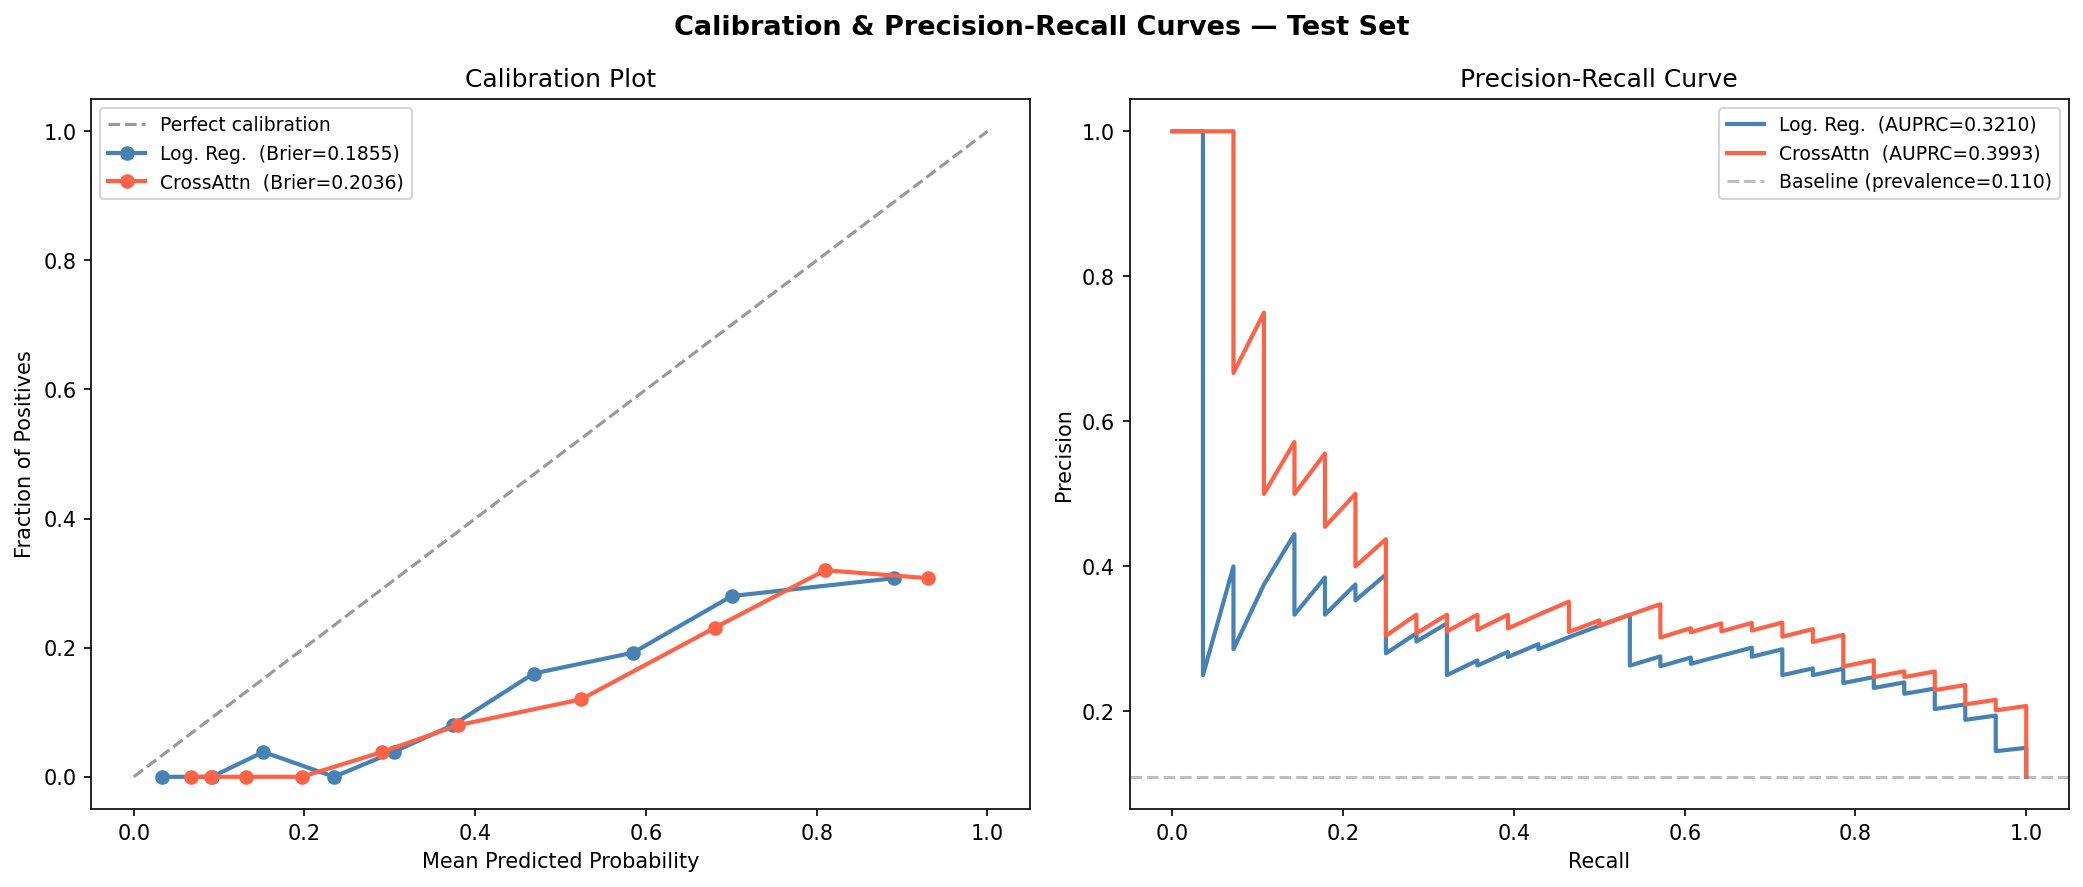 Calibration & Precision-Recall Curves — Test Set
Calibration Plot
Perfect calibration
Log. Reg.  (Brier=0.1855)
CrossAttn  (Brier=0.2036)
Fraction of Positives
1.0
0.8
0.6
0.4
0.2
0.0
0.0 0.2 0.4 0.6 0.8 1.0
Mean Predicted Probability
Precision-Recall Curve
Log. Reg.  (AUPRC=0.3210)
CrossAttn  (AUPRC=0.3993)
Baseline (prevalence=0.110)
Precision
1.0
0.8
0.6
0.4
0.2
0.0 0.2 0.4 0.6 0.8 1.0
Recall